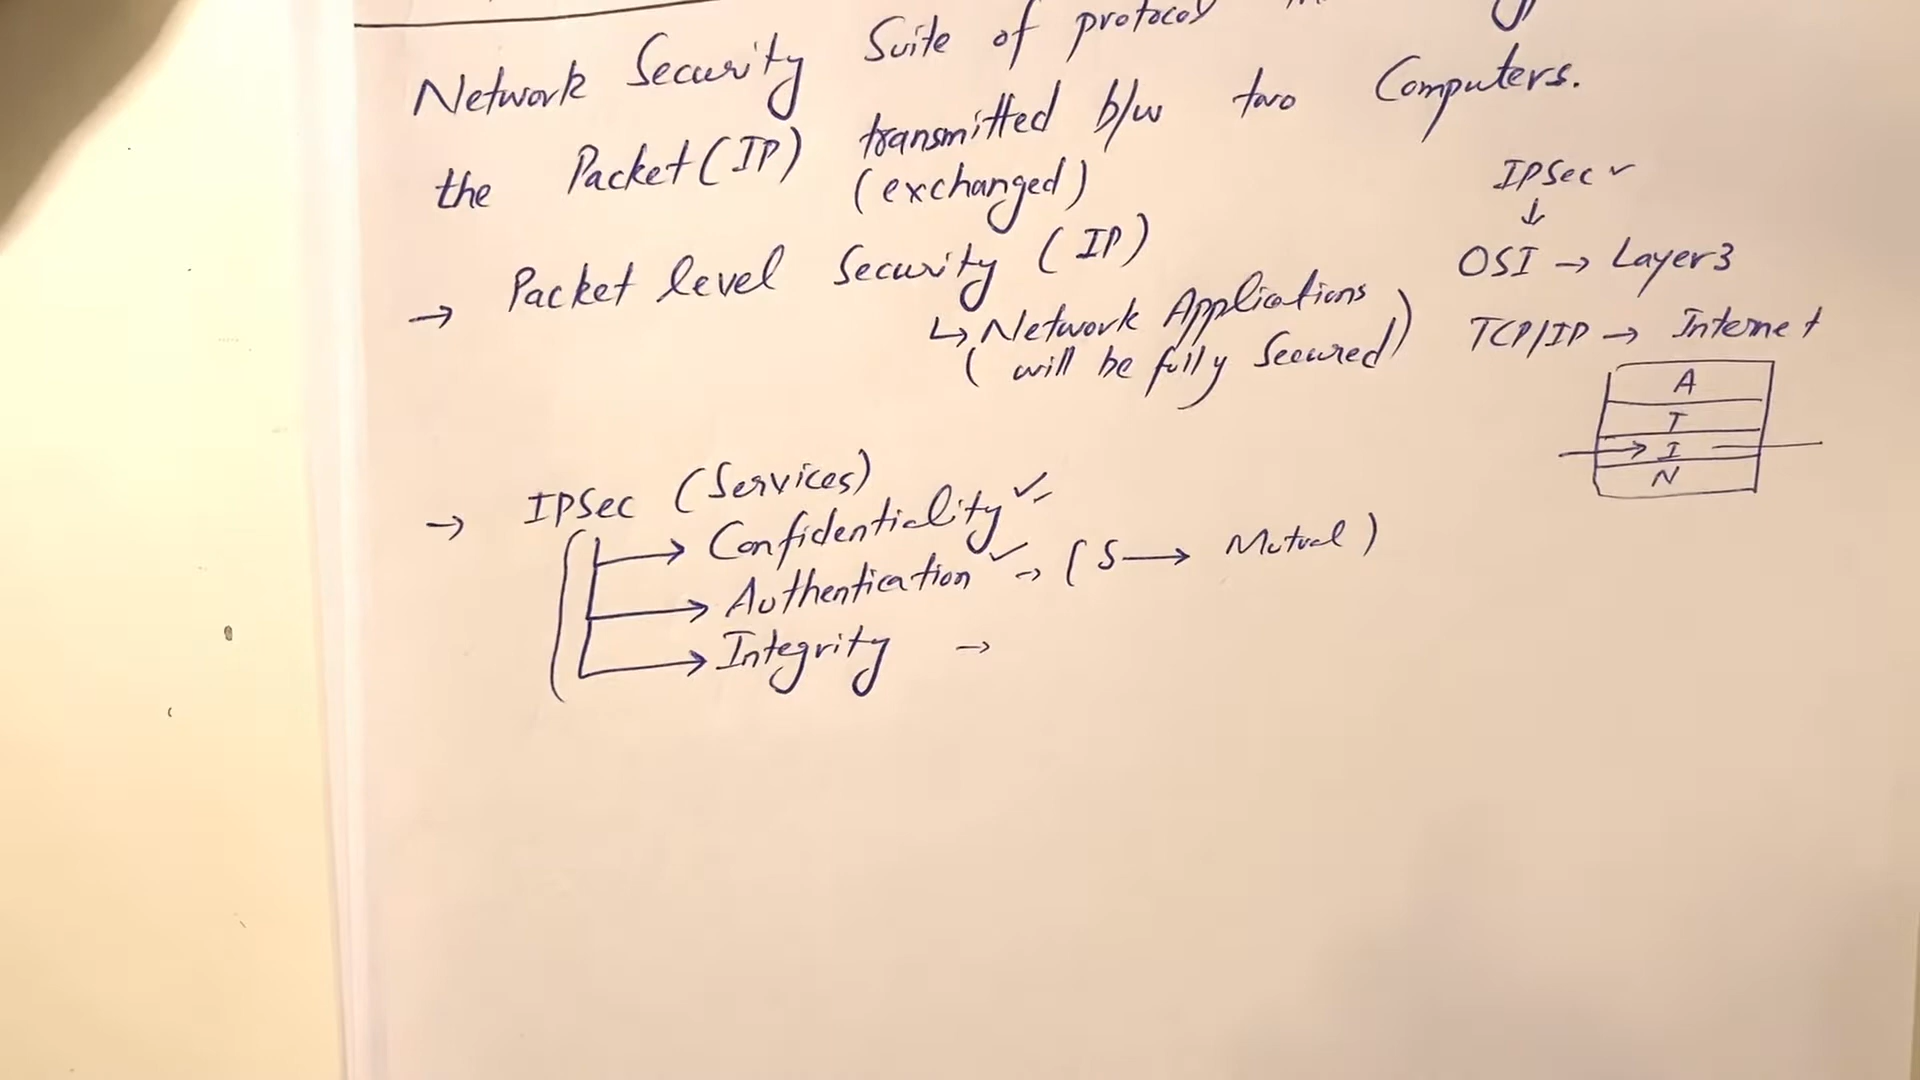 Network Security Suite of protocol
the Packet (IP) transmitted b/w two Computers.
(exchanged)
→ Packet level Security (IP)
↳ Network Applications
( will be fully Secured)
IPSec ✓
↓
OSI → Layer3
TCP/IP → Internet
A
T
→ I
N
→ IPSec (Services)
→ Confidentiality ✓
→ Authentication ✓ → ( S → Mutual )
→ Integrity →